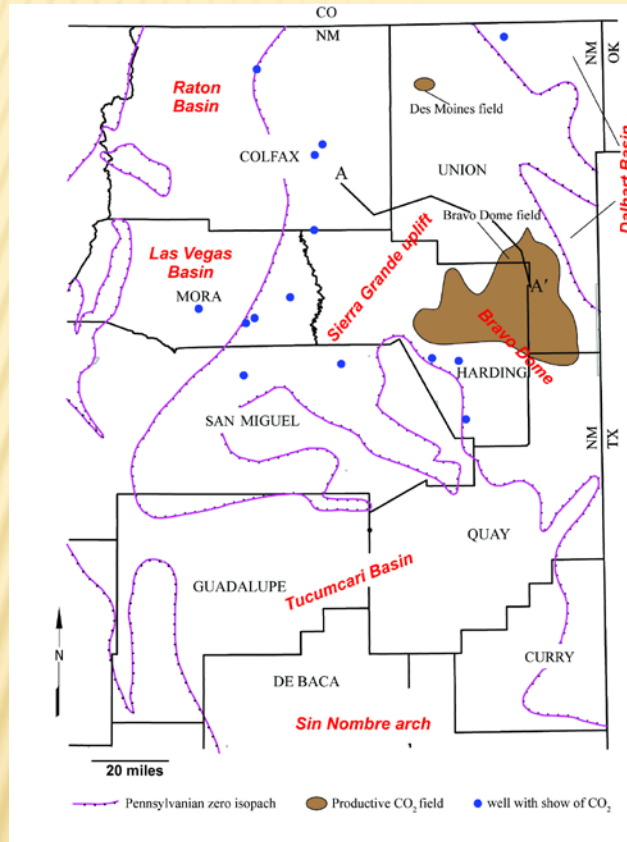 CO
NM
NM
OK
Raton
Basin
Des Moines field
COLFAX
A
UNION
Dalhart Basin
Bravo Dome field
Las Vegas
Basin
Sierra Grande uplift
MORA
A'
Bravo Dome
HARDING
SAN MIGUEL
NM
TX
QUAY
GUADALUPE
Tucumcari Basin
N
CURRY
DE BACA
Sin Nombre arch
20 miles
Pennsylvanian zero isopach
Productive CO₂ field
well with show of CO₂